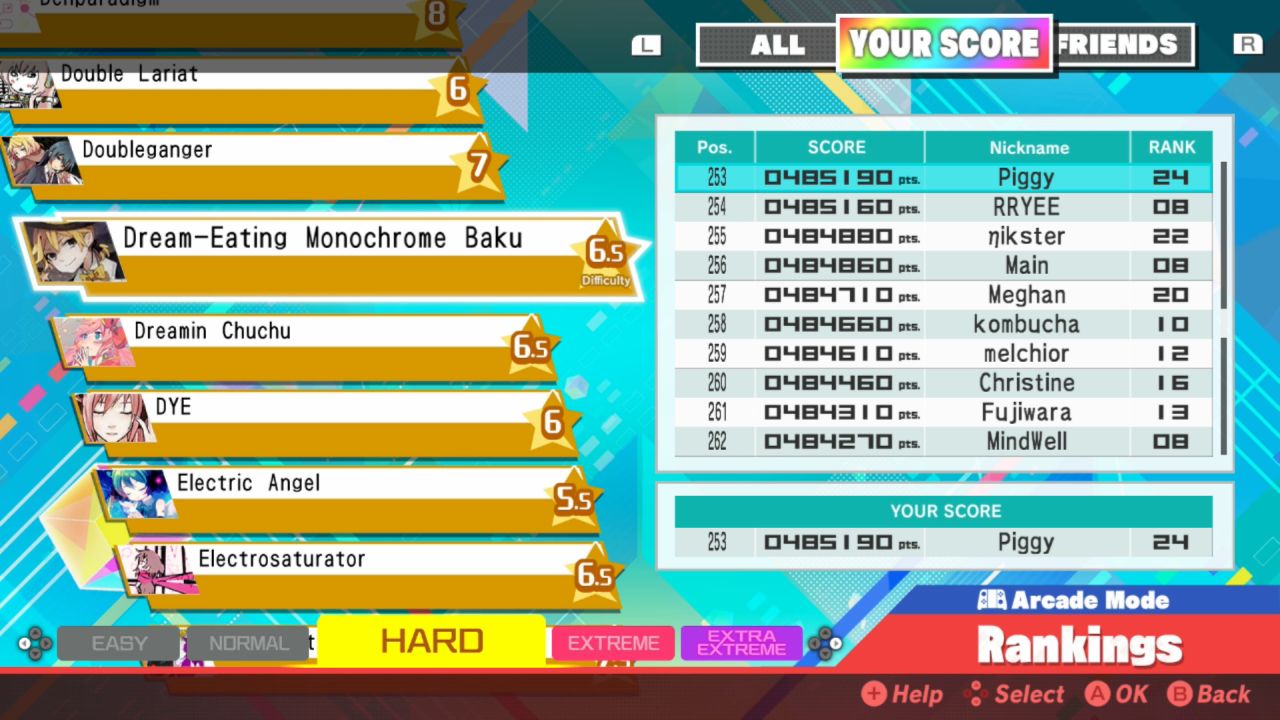 Denparadigm
8
Double Lariat
6
Doubleganger
7
Dream-Eating Monochrome Baku
6.5
Difficulty
Dreamin Chuchu
6.5
DYE
6
Electric Angel
5.5
Electrosaturator
6.5
EASY NORMAL HARD EXTREME EXTRA EXTREME
L ALL YOUR SCORE FRIENDS R
Pos. SCORE Nickname RANK
253 0485190 pts. Piggy 24
254 0485160 pts. RRYEE 08
255 0484880 pts. ηikster 22
256 0484860 pts. Main 08
257 0484710 pts. Meghan 20
258 0484660 pts. kombucha 10
259 0484610 pts. melchior 12
260 0484460 pts. Christine 16
261 0484310 pts. Fujiwara 13
262 0484270 pts. MindWell 08
YOUR SCORE
253 0485190 pts. Piggy 24
Arcade Mode
Rankings
+ Help Select A OK B Back